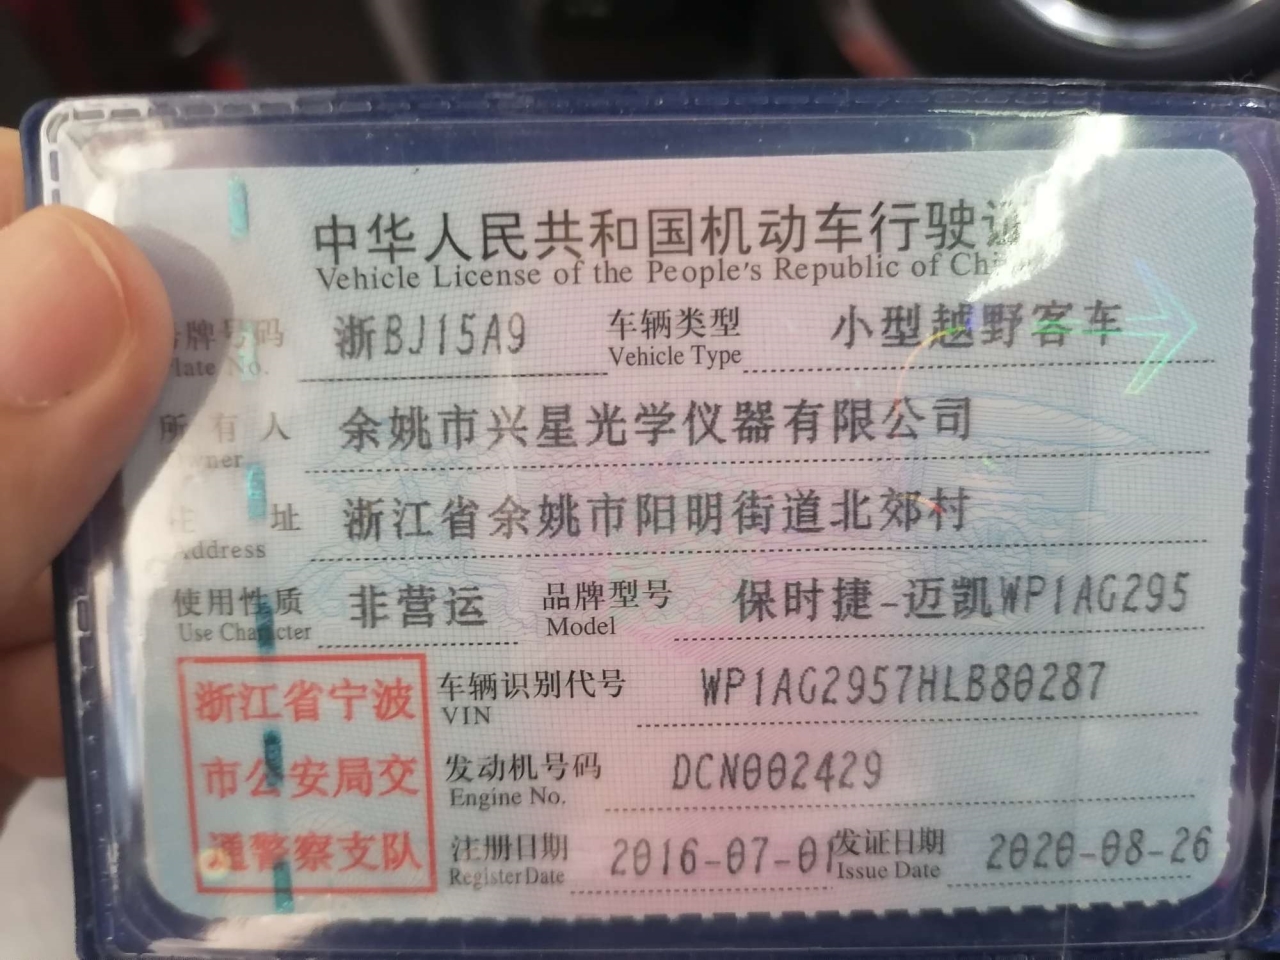 中华人民共和国机动车行驶证
Vehicle License of the People's Republic of Chi
牌号码 浙BJ15A9 车辆类型 小型越野客车
Plate No. Vehicle Type
所有人 余姚市兴星光学仪器有限公司
Owner
住址 浙江省余姚市阳明街道北郊村
Address
使用性质 非营运 品牌型号 保时捷-迈凯WP1AG295
Use Character Model
车辆识别代号 WP1AG2957HLB80287
VIN
发动机号码 DCN002429
Engine No.
注册日期 2016-07-01 发证日期 2020-08-26
Register Date Issue Date
浙江省宁波
市公安局交
通警察支队